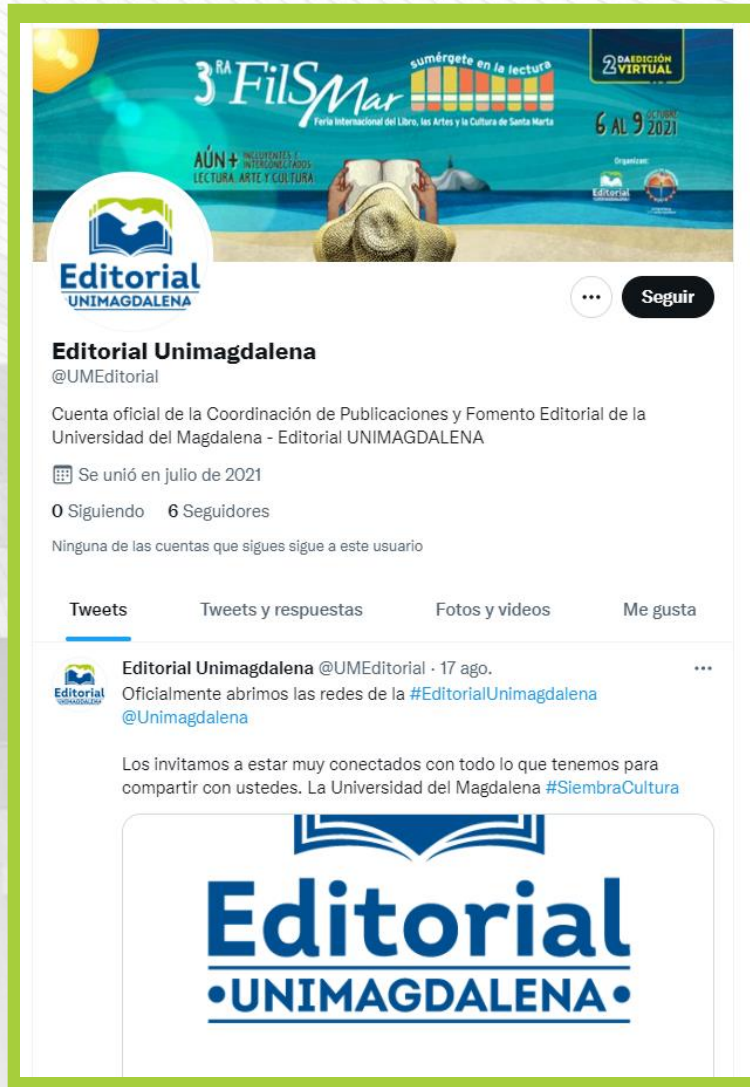 3RA FilSMar
sumérgete en la lectura
Feria Internacional del Libro, las Artes y la Cultura de Santa Marta
AÚN + INCLUYENTES E INTERCONECTADOS
LECTURA, ARTE Y CULTURA
2DA EDICIÓN VIRTUAL
6 AL 9 OCTUBRE 2021
Organizan:
Editorial
UNIMAGDALENA
Editorial
UNIMAGDALENA
··· Seguir
Editorial Unimagdalena
@UMEditorial
Cuenta oficial de la Coordinación de Publicaciones y Fomento Editorial de la
Universidad del Magdalena - Editorial UNIMAGDALENA
Se unió en julio de 2021
0 Siguiendo 6 Seguidores
Ninguna de las cuentas que sigues sigue a este usuario
Tweets Tweets y respuestas Fotos y videos Me gusta
Editorial Unimagdalena @UMEditorial · 17 ago. ···
Editorial
UNIMAGDALENA
Oficialmente abrimos las redes de la #EditorialUnimagdalena
@Unimagdalena
Los invitamos a estar muy conectados con todo lo que tenemos para
compartir con ustedes. La Universidad del Magdalena #SiembraCultura
Editorial
•UNIMAGDALENA•